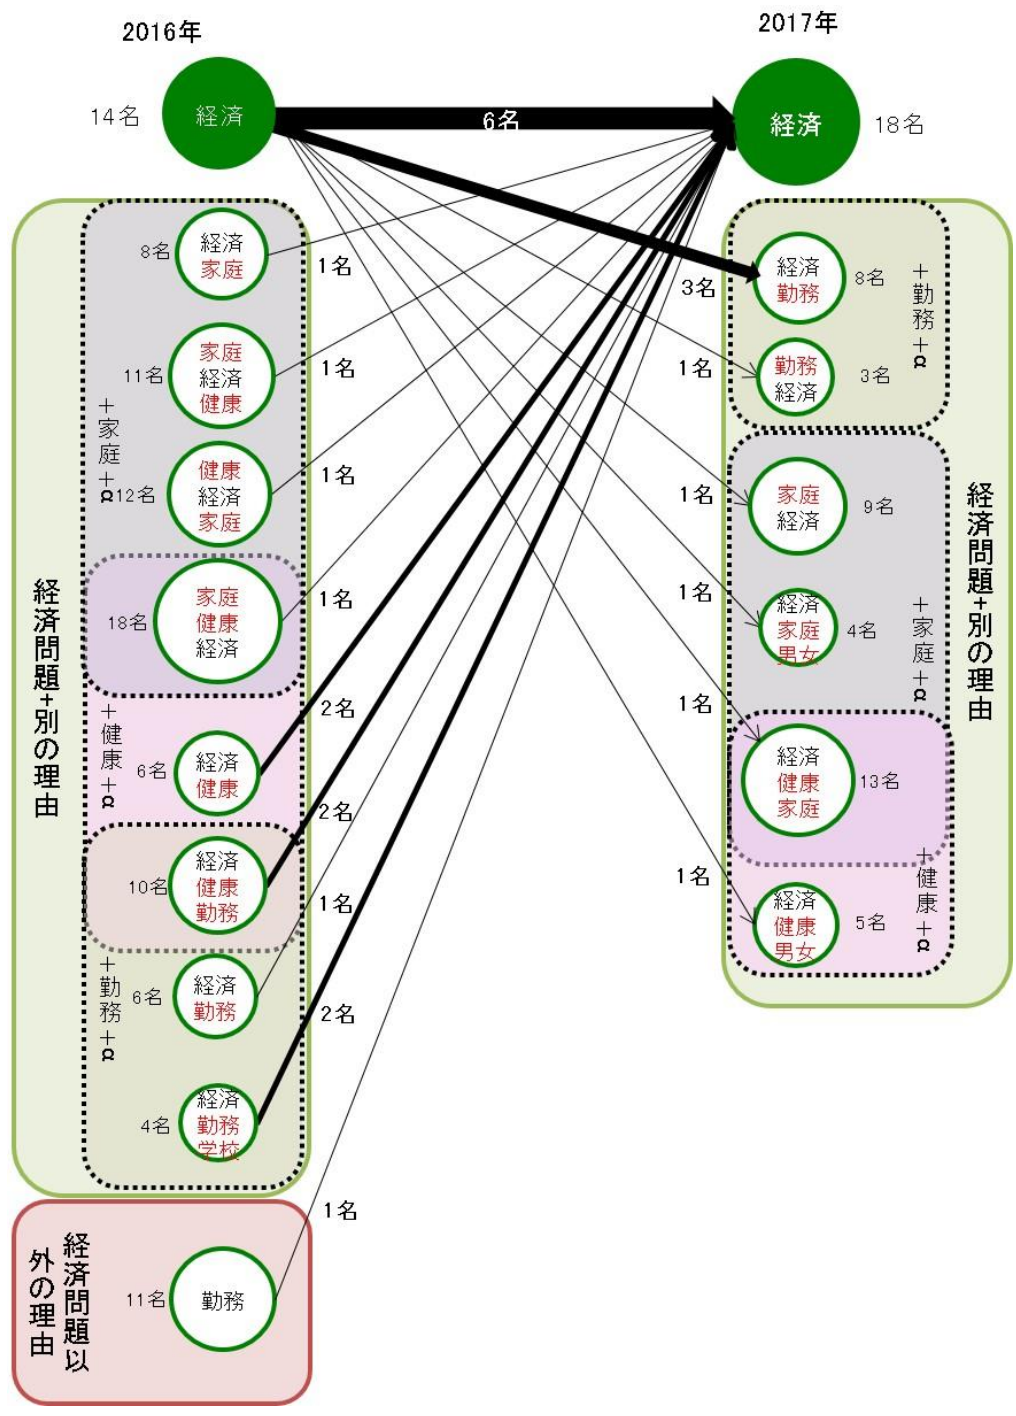 2016年
2017年
14名
経済
6名
経済
18名
8名
経済
家庭
11名
家庭
経済
健康
12名
健康
経済
家庭
18名
家庭
健康
経済
6名
経済
健康
10名
経済
健康
勤務
6名
経済
勤務
4名
経済
勤務
学校
+家庭+α
+健康+α
+勤務+α
経済問題+別の理由
11名
勤務
経済問題以
外の理由
1名
1名
1名
1名
2名
2名
1名
2名
1名
3名
1名
1名
1名
1名
1名
経済
勤務
8名
勤務
経済
3名
家庭
経済
9名
経済
家庭
男女
4名
経済
健康
家庭
13名
経済
健康
男女
5名
+勤務+α
+家庭+α
+健康+α
経済問題+別の理由